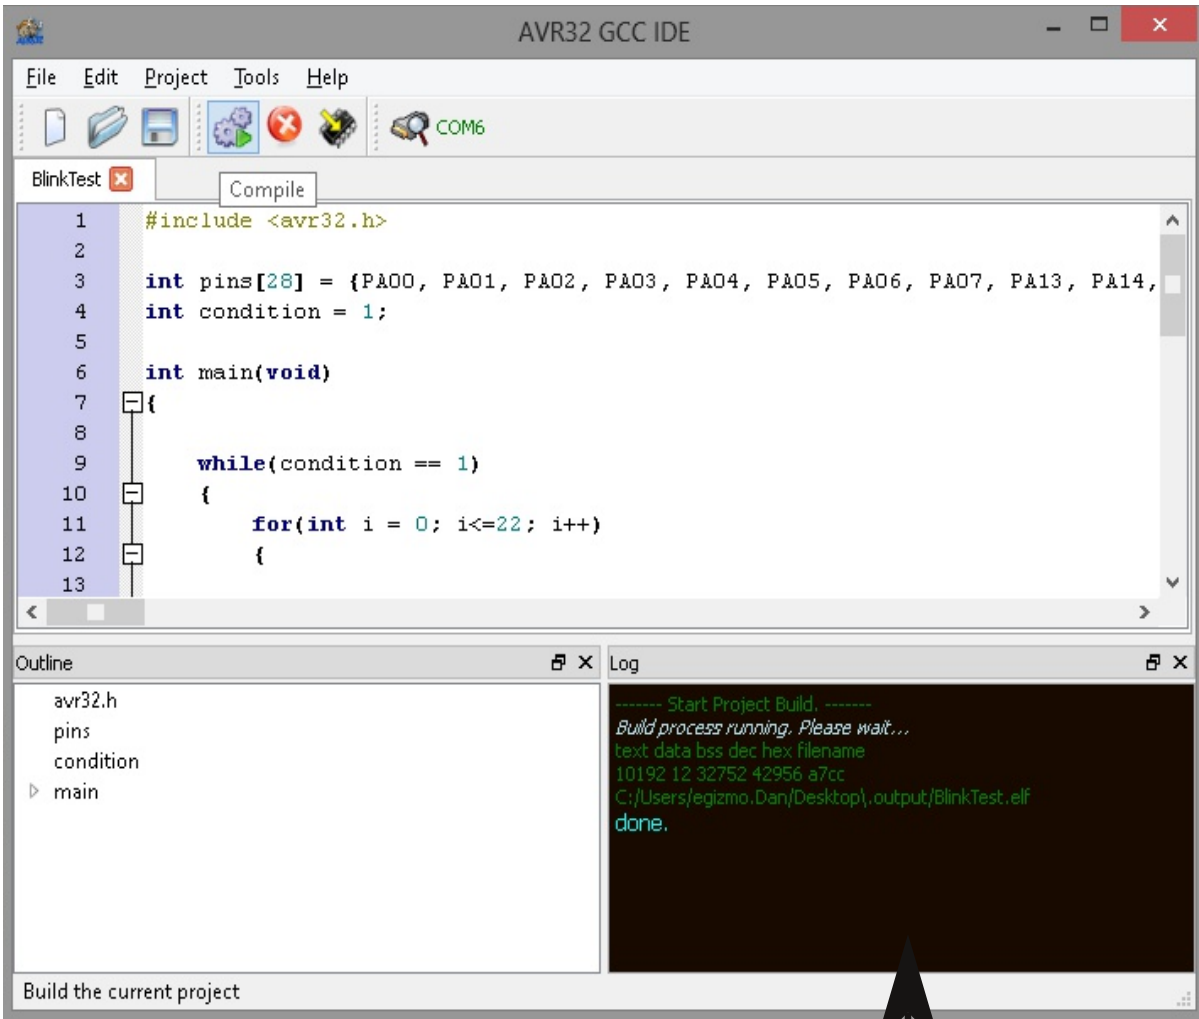 AVR32 GCC IDE
File Edit Project Tools Help
COM6
BlinkTest
Compile
1 #include <avr32.h>
2
3 int pins[28] = {PA00, PA01, PA02, PA03, PA04, PA05, PA06, PA07, PA13, PA14,
4 int condition = 1;
5
6 int main(void)
7 {
8
9 while(condition == 1)
10 {
11 for(int i = 0; i<=22; i++)
12 {
13
Outline
avr32.h
pins
condition
main
Log
------- Start Project Build. -------
Build process running. Please wait...
text data bss dec hex filename
10192 12 32752 42956 a7cc
C:/Users/egizmo.Dan/Desktop\.output/BlinkTest.elf
done.
Build the current project